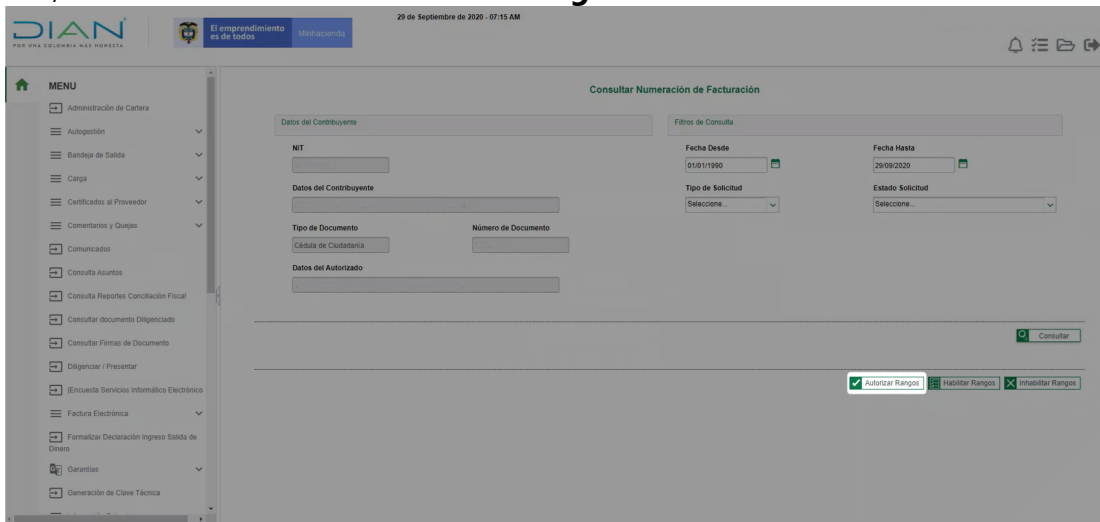 29 de Septiembre de 2020 - 07:15 AM
DIAN
POR UNA COLOMBIA MÁS HONESTA
El emprendimiento
es de todos
Minhacienda
MENU
Administración de Cartera
Autogestión
Bandeja de Salida
Carga
Certificados al Proveedor
Comentarios y Quejas
Comunicados
Consulta Asuntos
Consulta Reportes Conciliación Fiscal
Consultar documento Diligenciado
Consultar Firmas de Documento
Diligenciar / Presentar
|Encuesta Servicios Informático Electrónico
Factura Electrónica
Formalizar Declaración Ingreso Salida de
Dinero
Garantías
Generación de Clave Técnica
Consultar Numeración de Facturación
Datos del Contribuyente
NIT
Datos del Contribuyente
Tipo de Documento Número de Documento
Cédula de Ciudadanía
Datos del Autorizado
Filtros de Consulta
Fecha Desde Fecha Hasta
01/01/1990 29/09/2020
Tipo de Solicitud Estado Solicitud
Seleccione... Seleccione...
Consultar
Autorizar Rangos Habilitar Rangos Inhabilitar Rangos